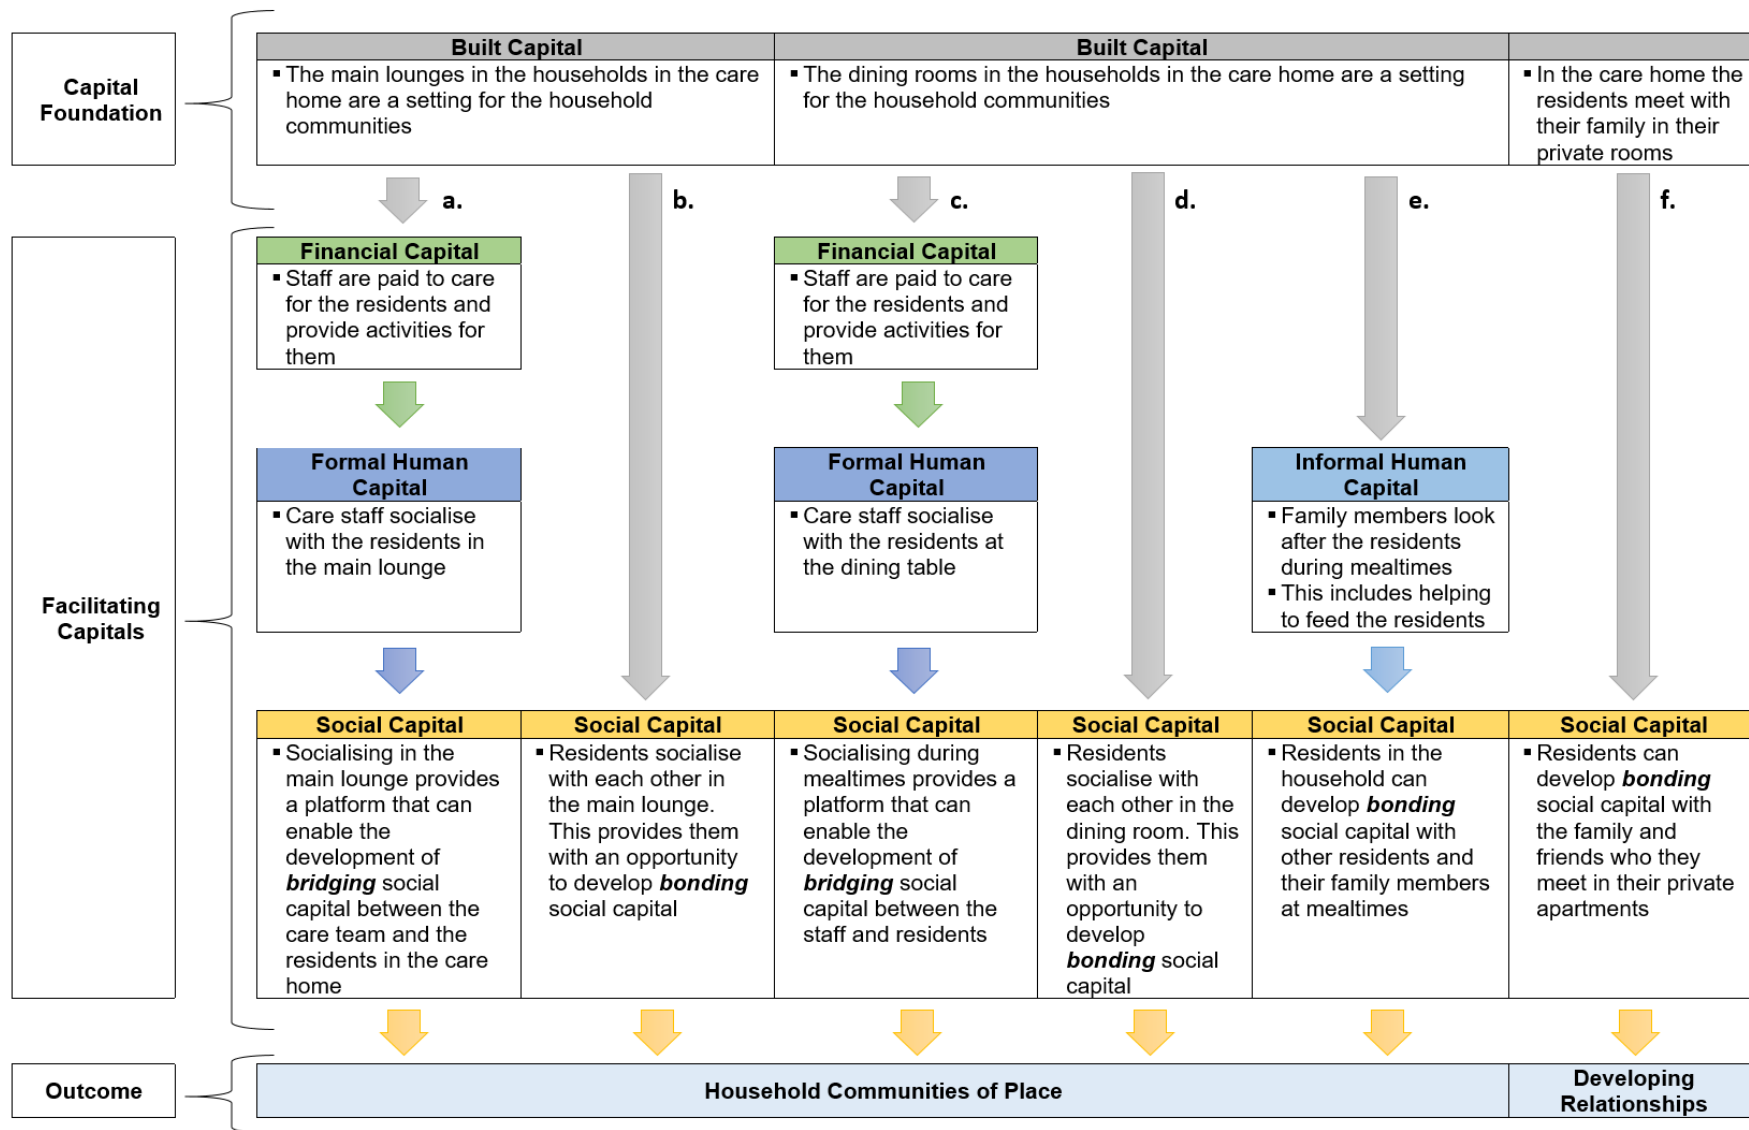 Built Capital
Built Capital
Capital
Foundation
▪ The main lounges in the households in the care
home are a setting for the household
communities
▪ The dining rooms in the households in the care home are a setting
for the household communities
▪ In the care home the
residents meet with
their family in their
private rooms
a.
b.
c.
d.
e.
f.
Facilitating
Capitals
Financial Capital
▪ Staff are paid to care
for the residents and
provide activities for
them
Financial Capital
▪ Staff are paid to care
for the residents and
provide activities for
them
Formal Human
Capital
▪ Care staff socialise
with the residents in
the main lounge
Formal Human
Capital
▪ Care staff socialise
with the residents at
the dining table
Informal Human
Capital
▪ Family members look
after the residents
during mealtimes
▪ This includes helping
to feed the residents
Social Capital
▪ Socialising in the
main lounge provides
a platform that can
enable the
development of
bridging social
capital between the
care team and the
residents in the care
home
Social Capital
▪ Residents socialise
with each other in
the main lounge.
This provides them
with an opportunity
to develop bonding
social capital
Social Capital
▪ Socialising during
mealtimes provides a
platform that can
enable the
development of
bridging social
capital between the
staff and residents
Social Capital
▪ Residents
socialise with
each other in the
dining room. This
provides them
with an
opportunity to
develop
bonding social
capital
Social Capital
▪ Residents in the
household can
develop bonding
social capital with
other residents and
their family members
at mealtimes
Social Capital
▪ Residents can
develop bonding
social capital with
the family and
friends who they
meet in their private
apartments
Outcome
Household Communities of Place
Developing
Relationships